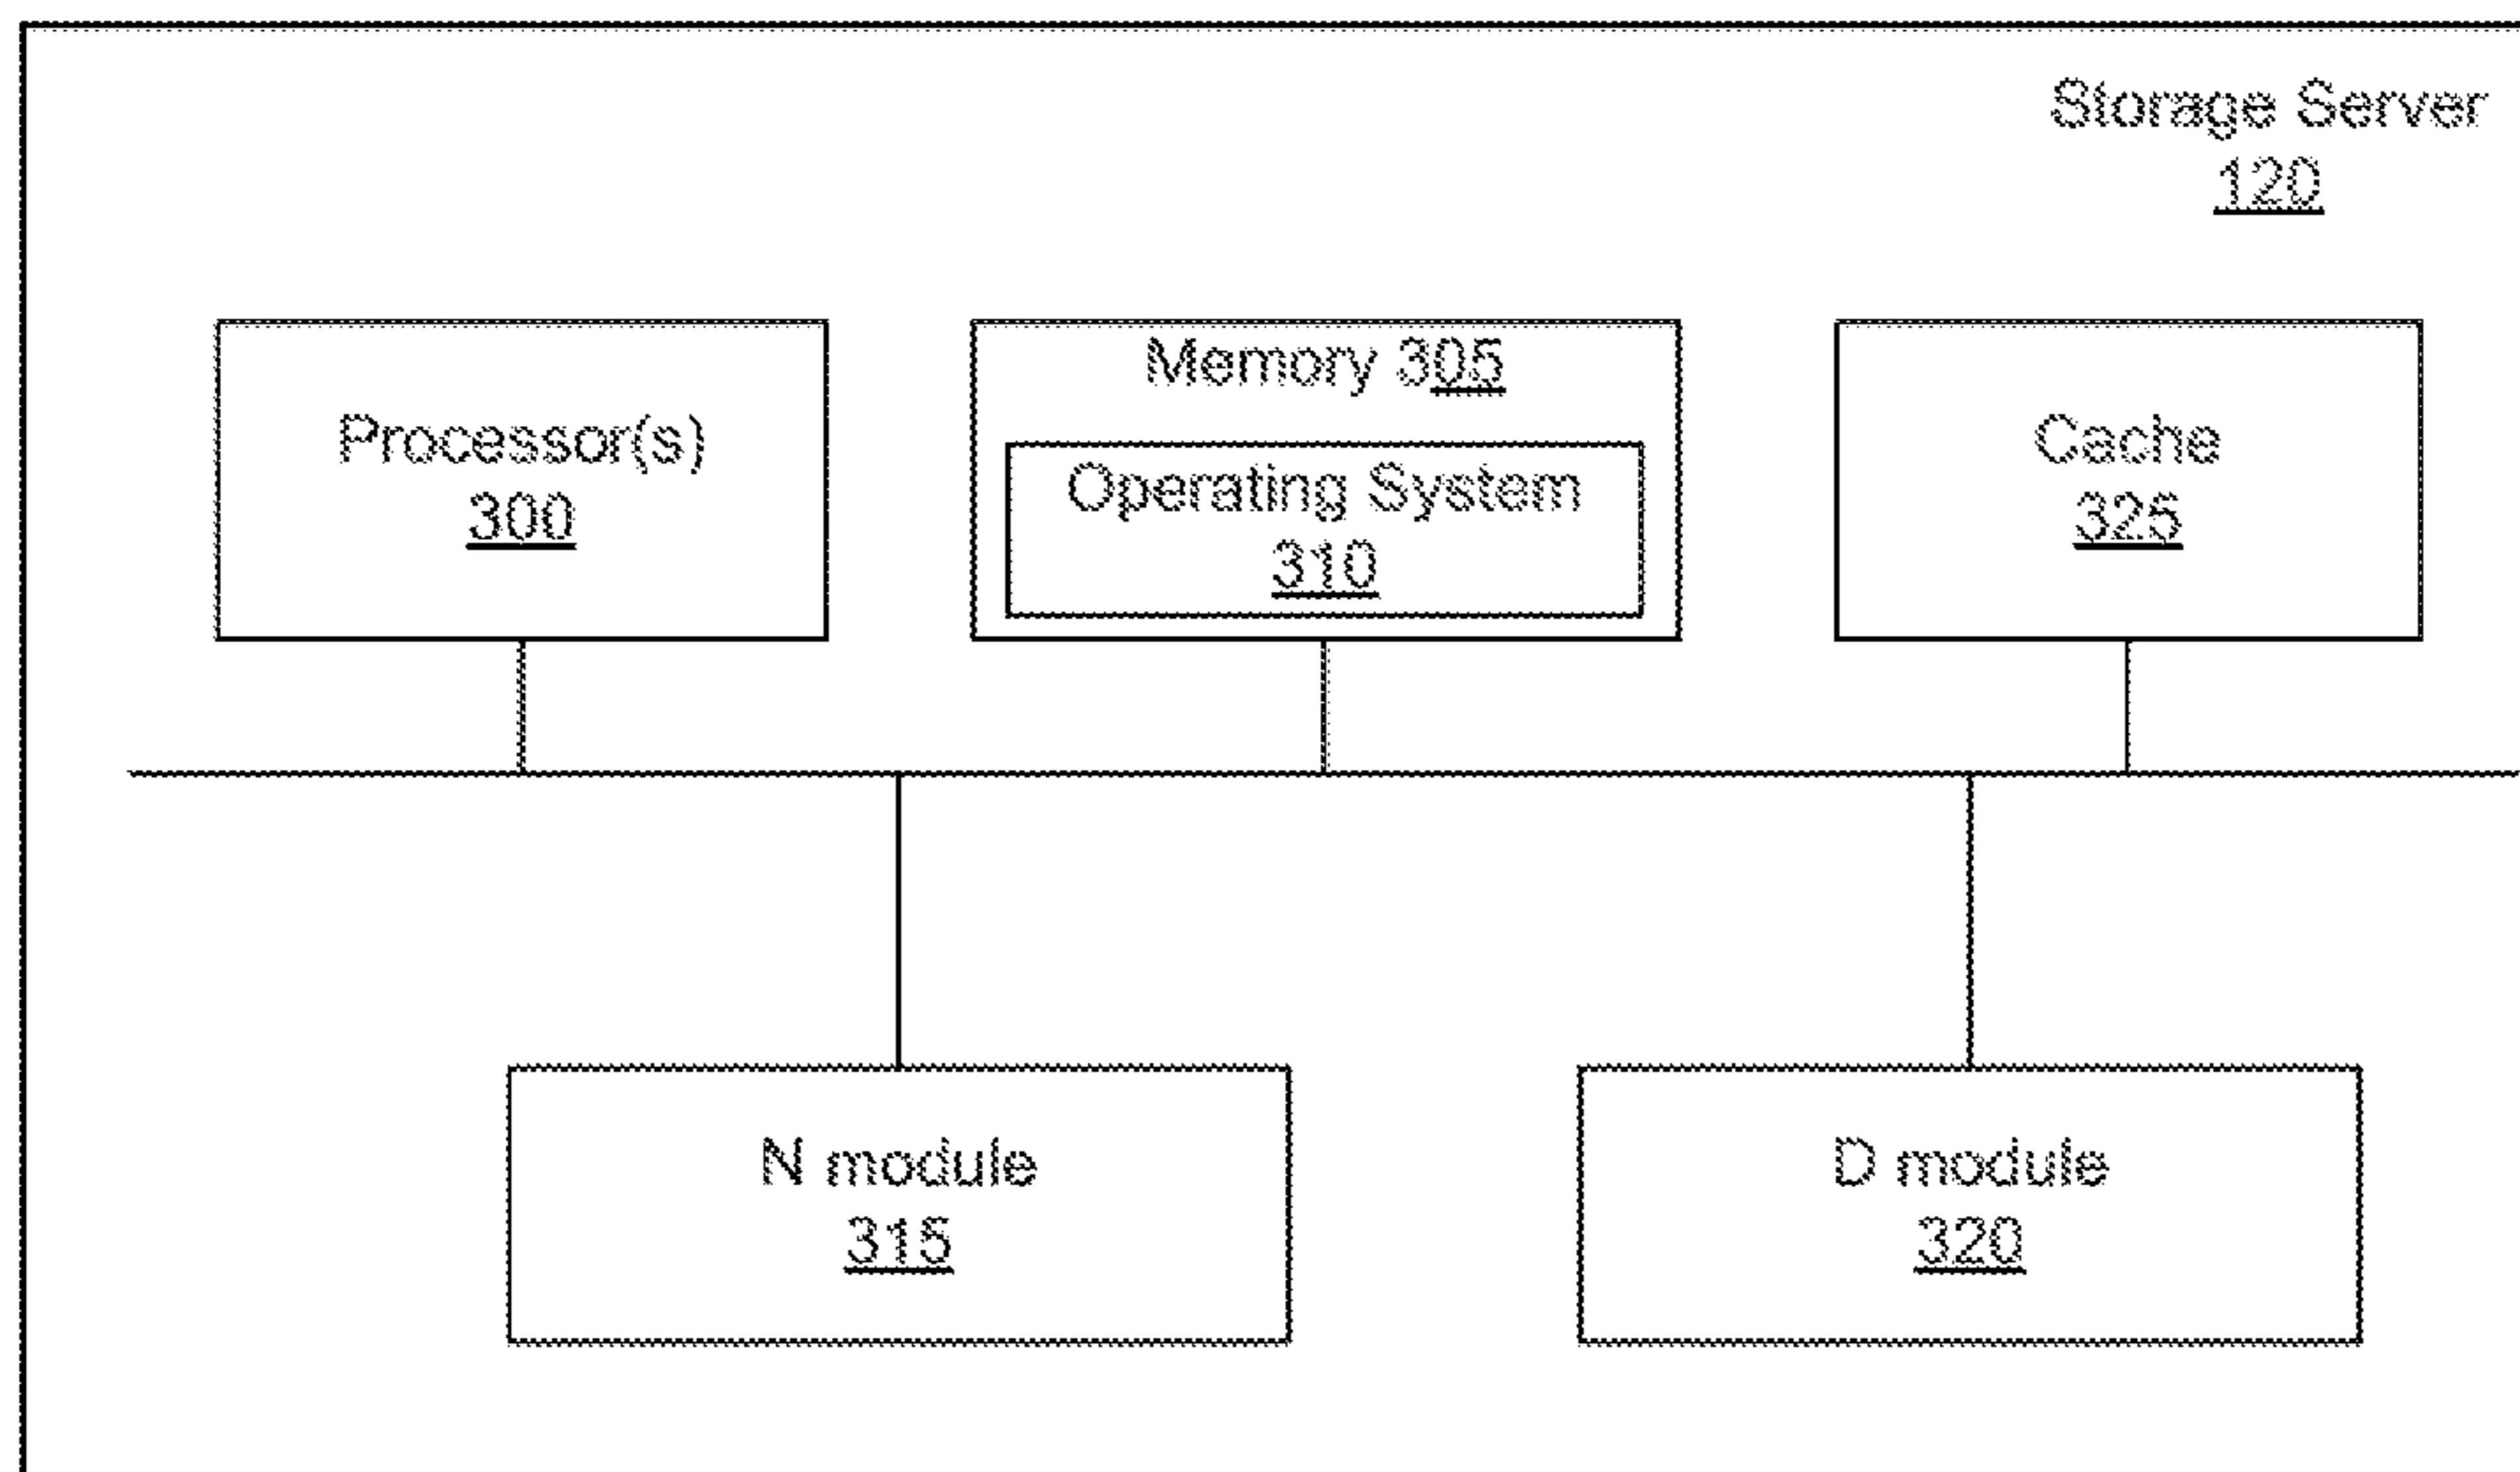 Storage Server
120
Processor(s)
300
Memory 305
Operating System
310
Cache
325
N module
315
D module
320